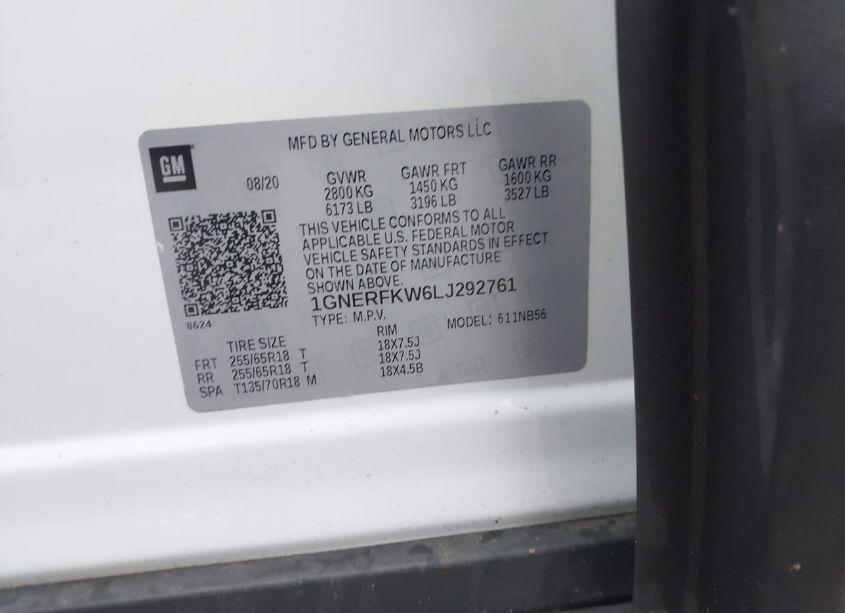 MFD BY GENERAL MOTORS LLC
GM
08/20
GVWR GAWR FRT GAWR RR
2800 KG 1450 KG 1600 KG
6173 LB 3196 LB 3527 LB
THIS VEHICLE CONFORMS TO ALL
APPLICABLE U.S. FEDERAL MOTOR
VEHICLE SAFETY STANDARDS IN EFFECT
ON THE DATE OF MANUFACTURE
SHOWN ABOVE.
1GNERFKW6LJ292761
8624
TYPE: M.P.V. MODEL: 611NB56
TIRE SIZE RIM
FRT 255/65R18 T 18X7.5J
RR 255/65R18 T 18X7.5J
SPA T135/70R18 M 18X4.5B